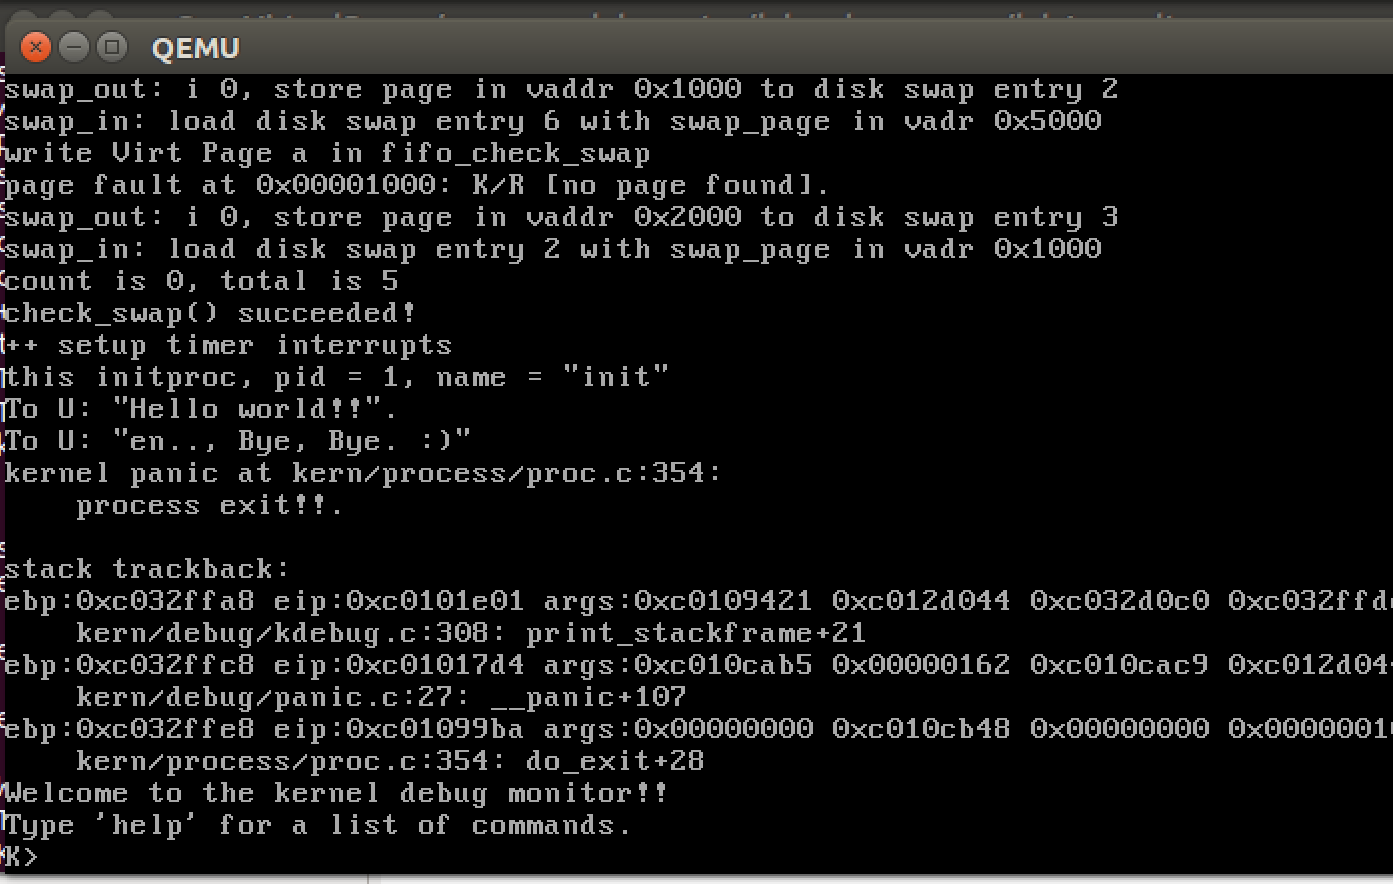 QEMU
swap_out: i 0, store page in vaddr 0x1000 to disk swap entry 2
swap_in: load disk swap entry 6 with swap_page in vadr 0x5000
write Virt Page a in fifo_check_swap
page fault at 0x00001000: K/R [no page found].
swap_out: i 0, store page in vaddr 0x2000 to disk swap entry 3
swap_in: load disk swap entry 2 with swap_page in vadr 0x1000
count is 0, total is 5
check_swap() succeeded!
++ setup timer interrupts
this initproc, pid = 1, name = "init"
To U: "Hello world!!".
To U: "en.., Bye, Bye. :)"
kernel panic at kern/process/proc.c:354:
    process exit!!.
stack trackback:
ebp:0xc032ffa8 eip:0xc0101e01 args:0xc0109421 0xc012d044 0xc032d0c0
    kern/debug/kdebug.c:308: print_stackframe+21
ebp:0xc032ffc8 eip:0xc01017d4 args:0xc010cab5 0x00000162 0xc010cac9
    kern/debug/panic.c:27: __panic+107
ebp:0xc032ffe8 eip:0xc01099ba args:0x00000000 0xc010cb48 0x00000000
    kern/process/proc.c:354: do_exit+28
Welcome to the kernel debug monitor!!
Type 'help' for a list of commands.
K>